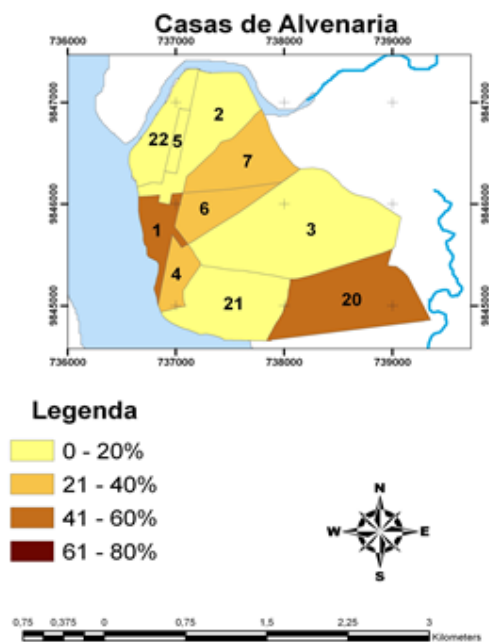 Casas de Alvenaria
736000 737000 738000 739000
9847000 9847000
9846000 9846000
9845000 9845000
2
22 5
7
6
1 3
4
21 20
736000 737000 738000 739000
Legenda
0 - 20%
21 - 40%
41 - 60%
61 - 80%
N
W E
S
0,75 0,375 0 0,75 1,5 2,25 3
Kilometers